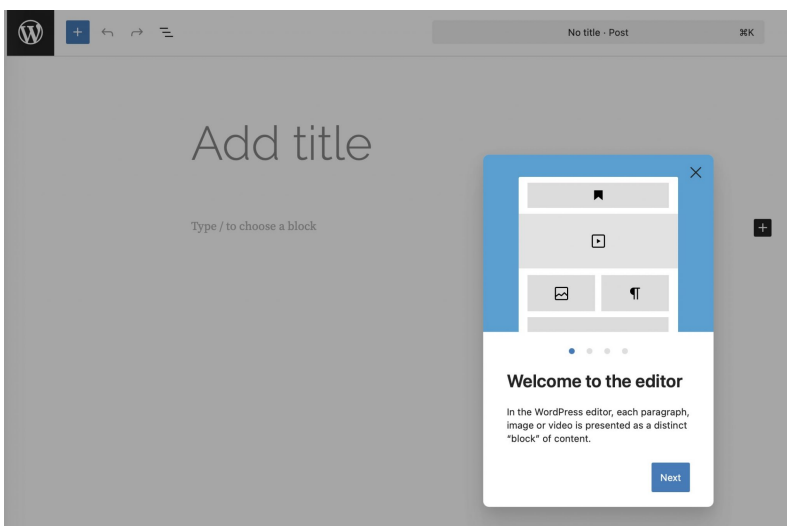 No title · Post
⌘K
Add title
Type / to choose a block
Welcome to the editor
In the WordPress editor, each paragraph,
image or video is presented as a distinct
“block” of content.
Next